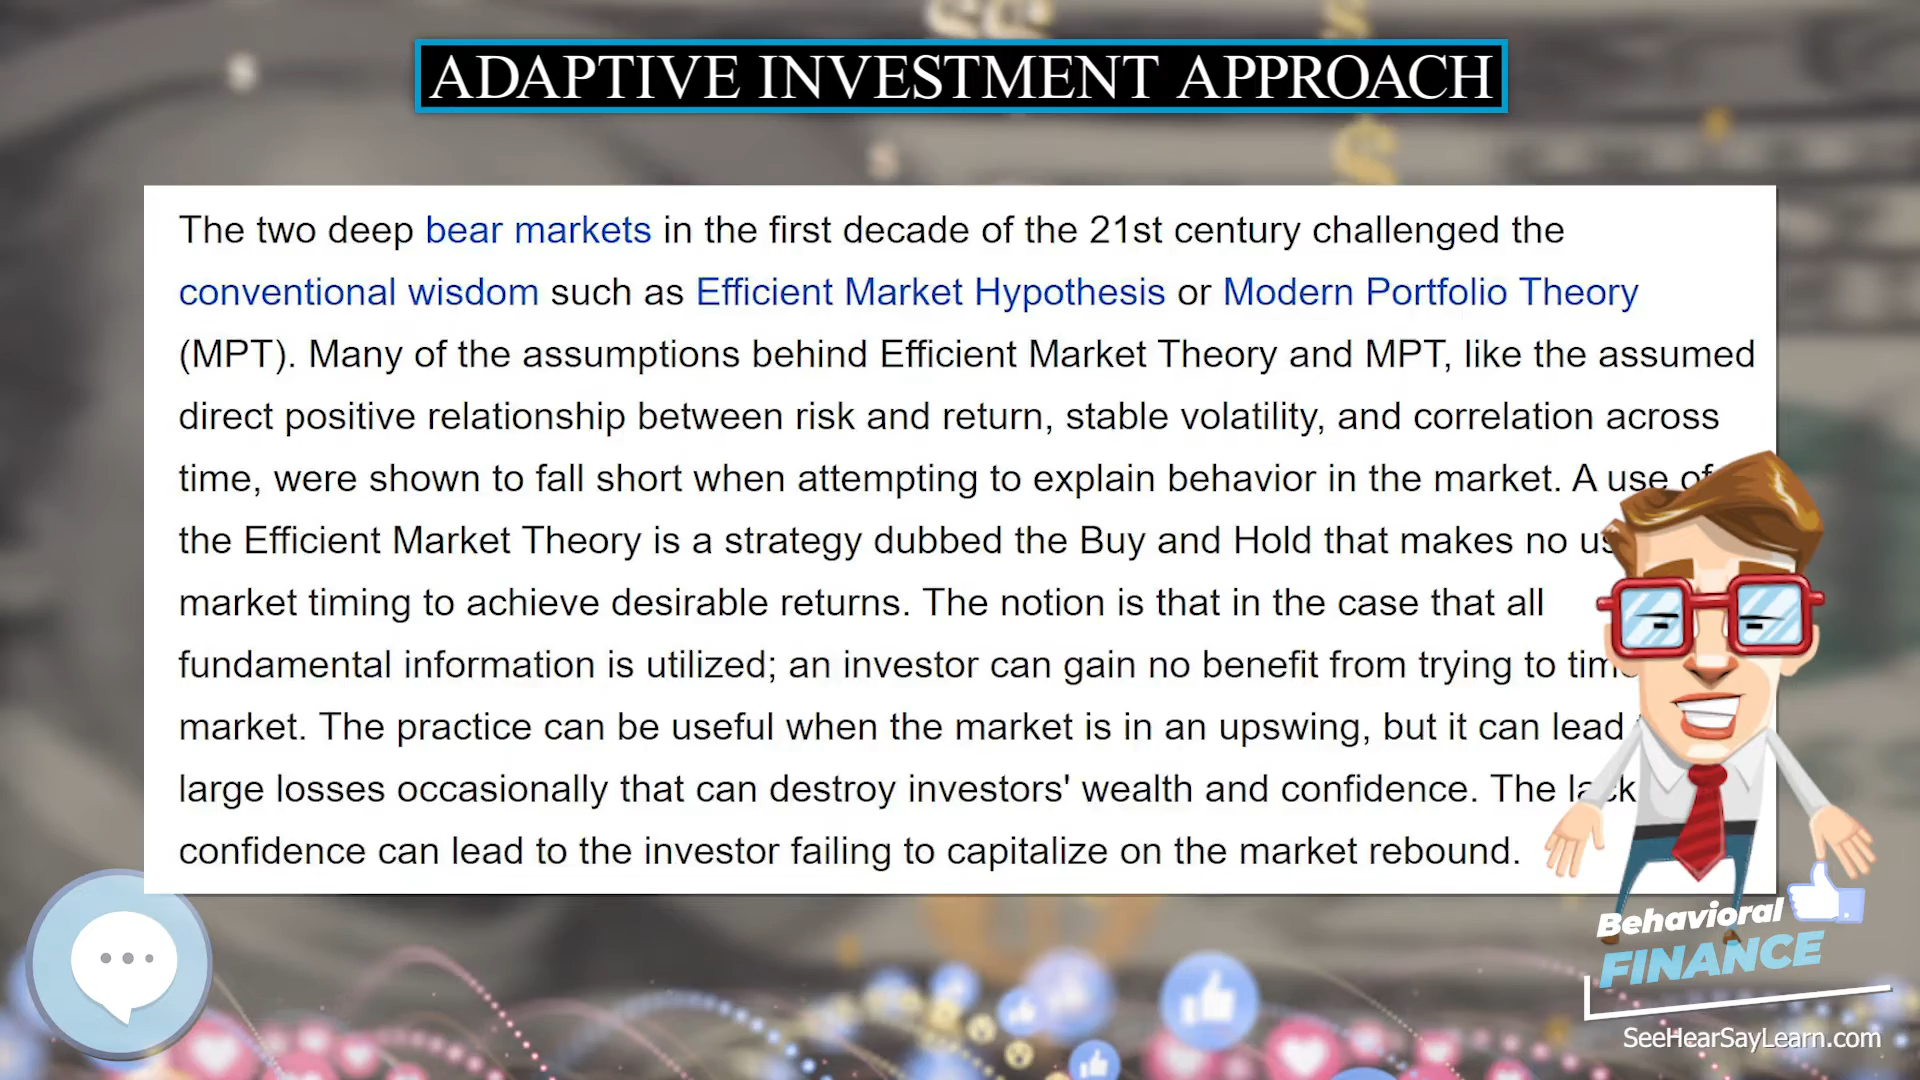 ADAPTIVE INVESTMENT APPROACH
The two deep bear markets in the first decade of the 21st century challenged the
conventional wisdom such as Efficient Market Hypothesis or Modern Portfolio Theory
(MPT). Many of the assumptions behind Efficient Market Theory and MPT, like the assumed
direct positive relationship between risk and return, stable volatility, and correlation across
time, were shown to fall short when attempting to explain behavior in the market. A use of
the Efficient Market Theory is a strategy dubbed the Buy and Hold that makes no
market timing to achieve desirable returns. The notion is that in the case that all
fundamental information is utilized; an investor can gain no benefit from trying to
market. The practice can be useful when the market is in an upswing, but it can lead
large losses occasionally that can destroy investors' wealth and confidence. The lack
confidence can lead to the investor failing to capitalize on the market rebound.
Behavioral
FINANCE
SeeHearSayLearn.com